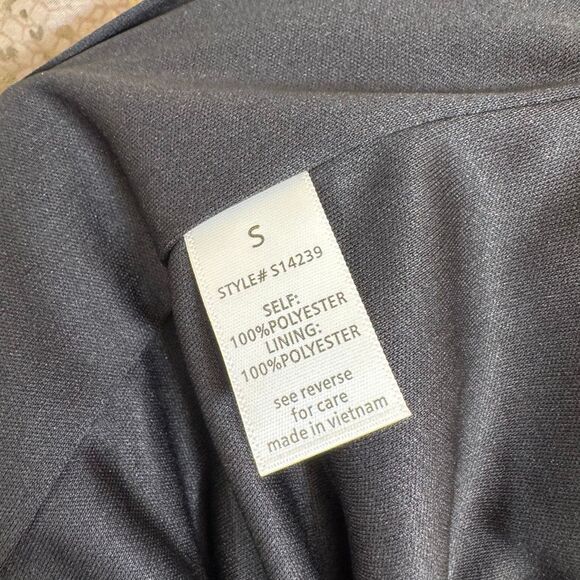 S
STYLE# S14239
SELF:
100%POLYESTER
LINING:
100%POLYESTER
see reverse
for care
made in vietnam